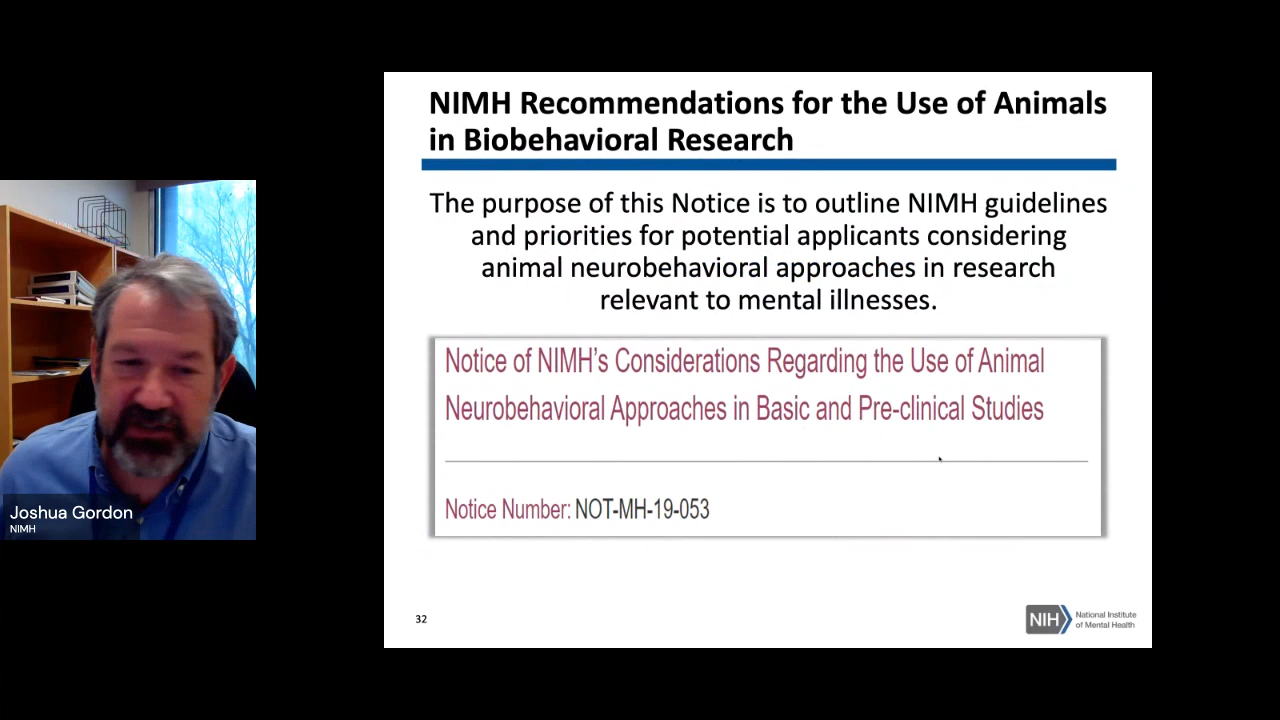 NIMH Recommendations for the Use of Animals
in Biobehavioral Research
The purpose of this Notice is to outline NIMH guidelines
and priorities for potential applicants considering
animal neurobehavioral approaches in research
relevant to mental illnesses.
Notice of NIMH’s Considerations Regarding the Use of Animal
Neurobehavioral Approaches in Basic and Pre-clinical Studies
Notice Number: NOT-MH-19-053
Joshua Gordon
NIMH
32
NIH
National Institute
of Mental Health